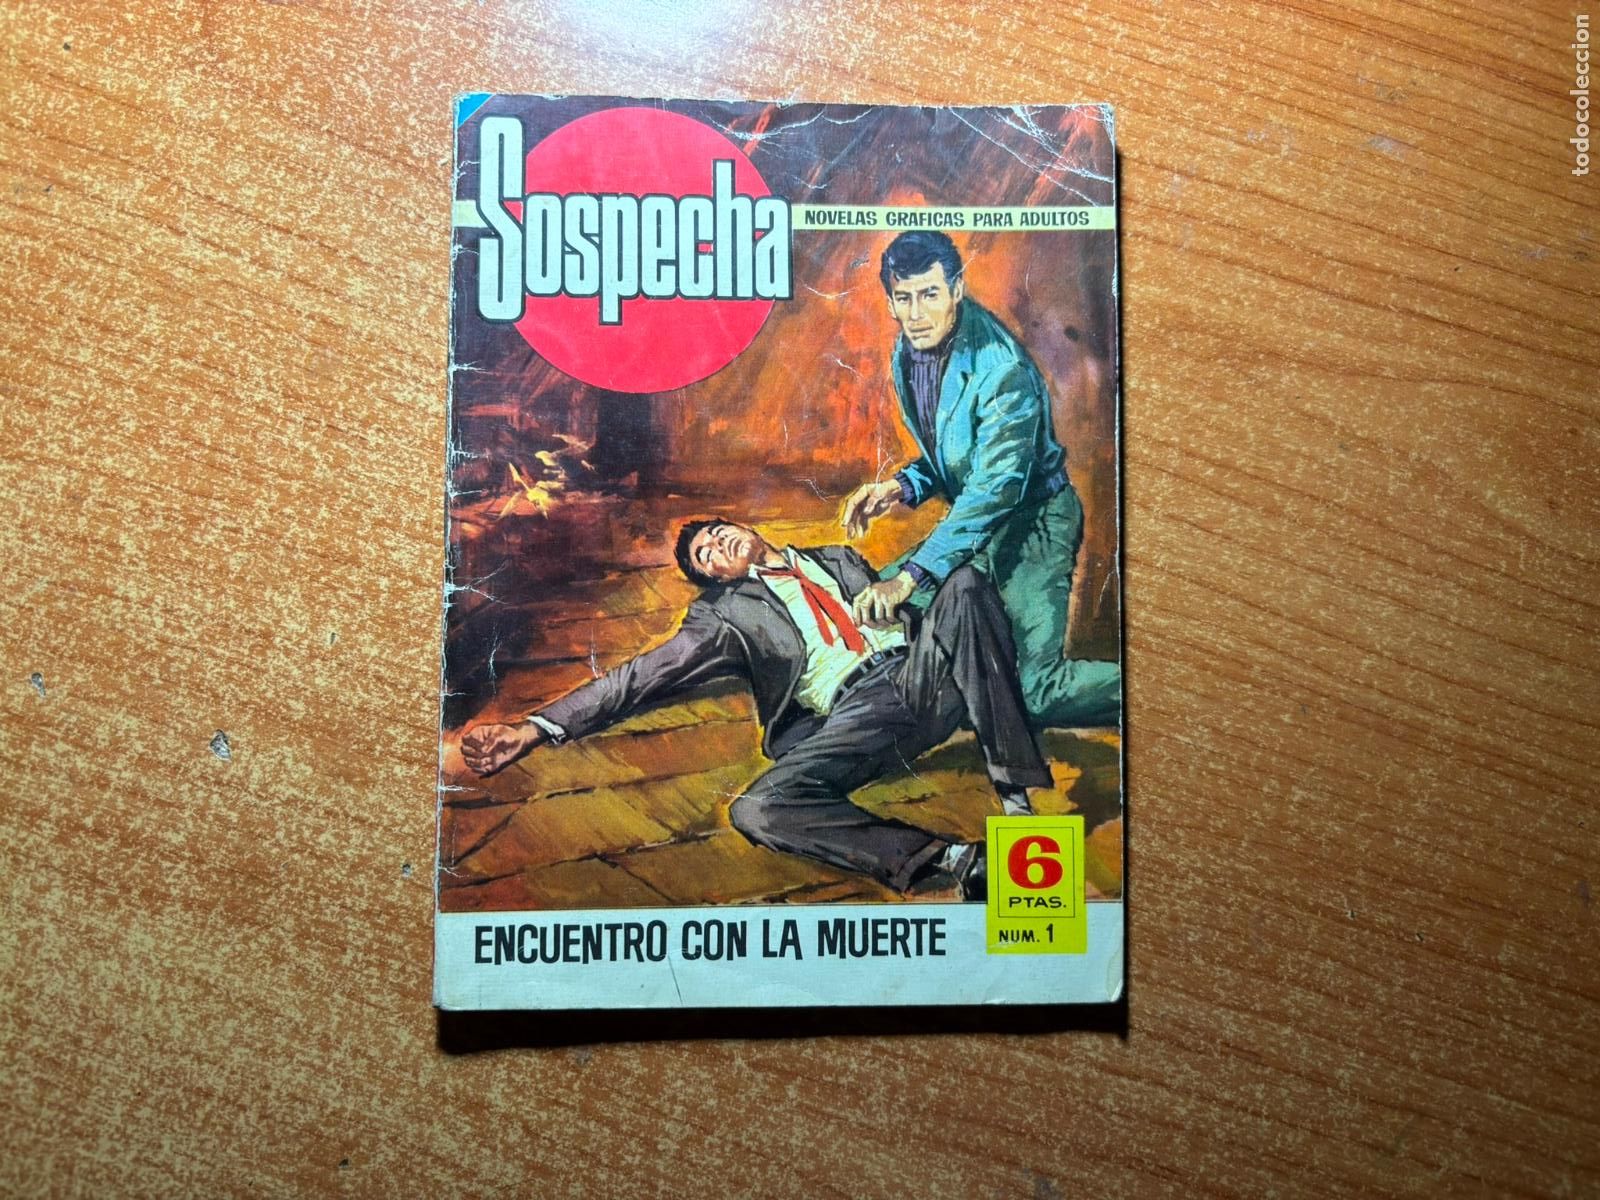 Sospecha
NOVELAS GRAFICAS PARA ADULTOS
6
PTAS.
NUM. 1
ENCUENTRO CON LA MUERTE
todocoleccion